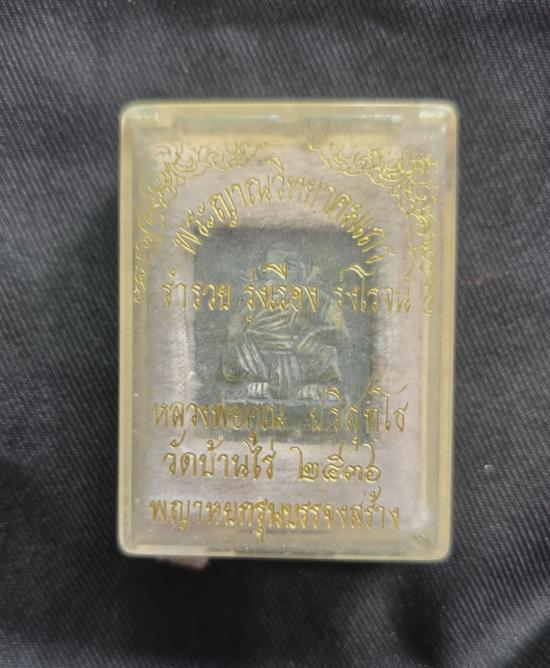 พระญาณวิทยาคมเถร
ร่ำรวย รุ่งเรือง รุ่งโรจน์
หลวงพ่อคูณ ปริสุทฺโธ
วัดบ้านไร่ ๒๕๓๖